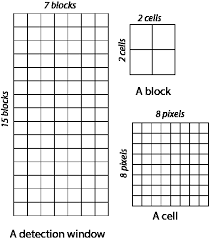 7 blocks
15 blocks
A detection window
2 cells
2 cells
A block
8 pixels
8 pixels
A cell